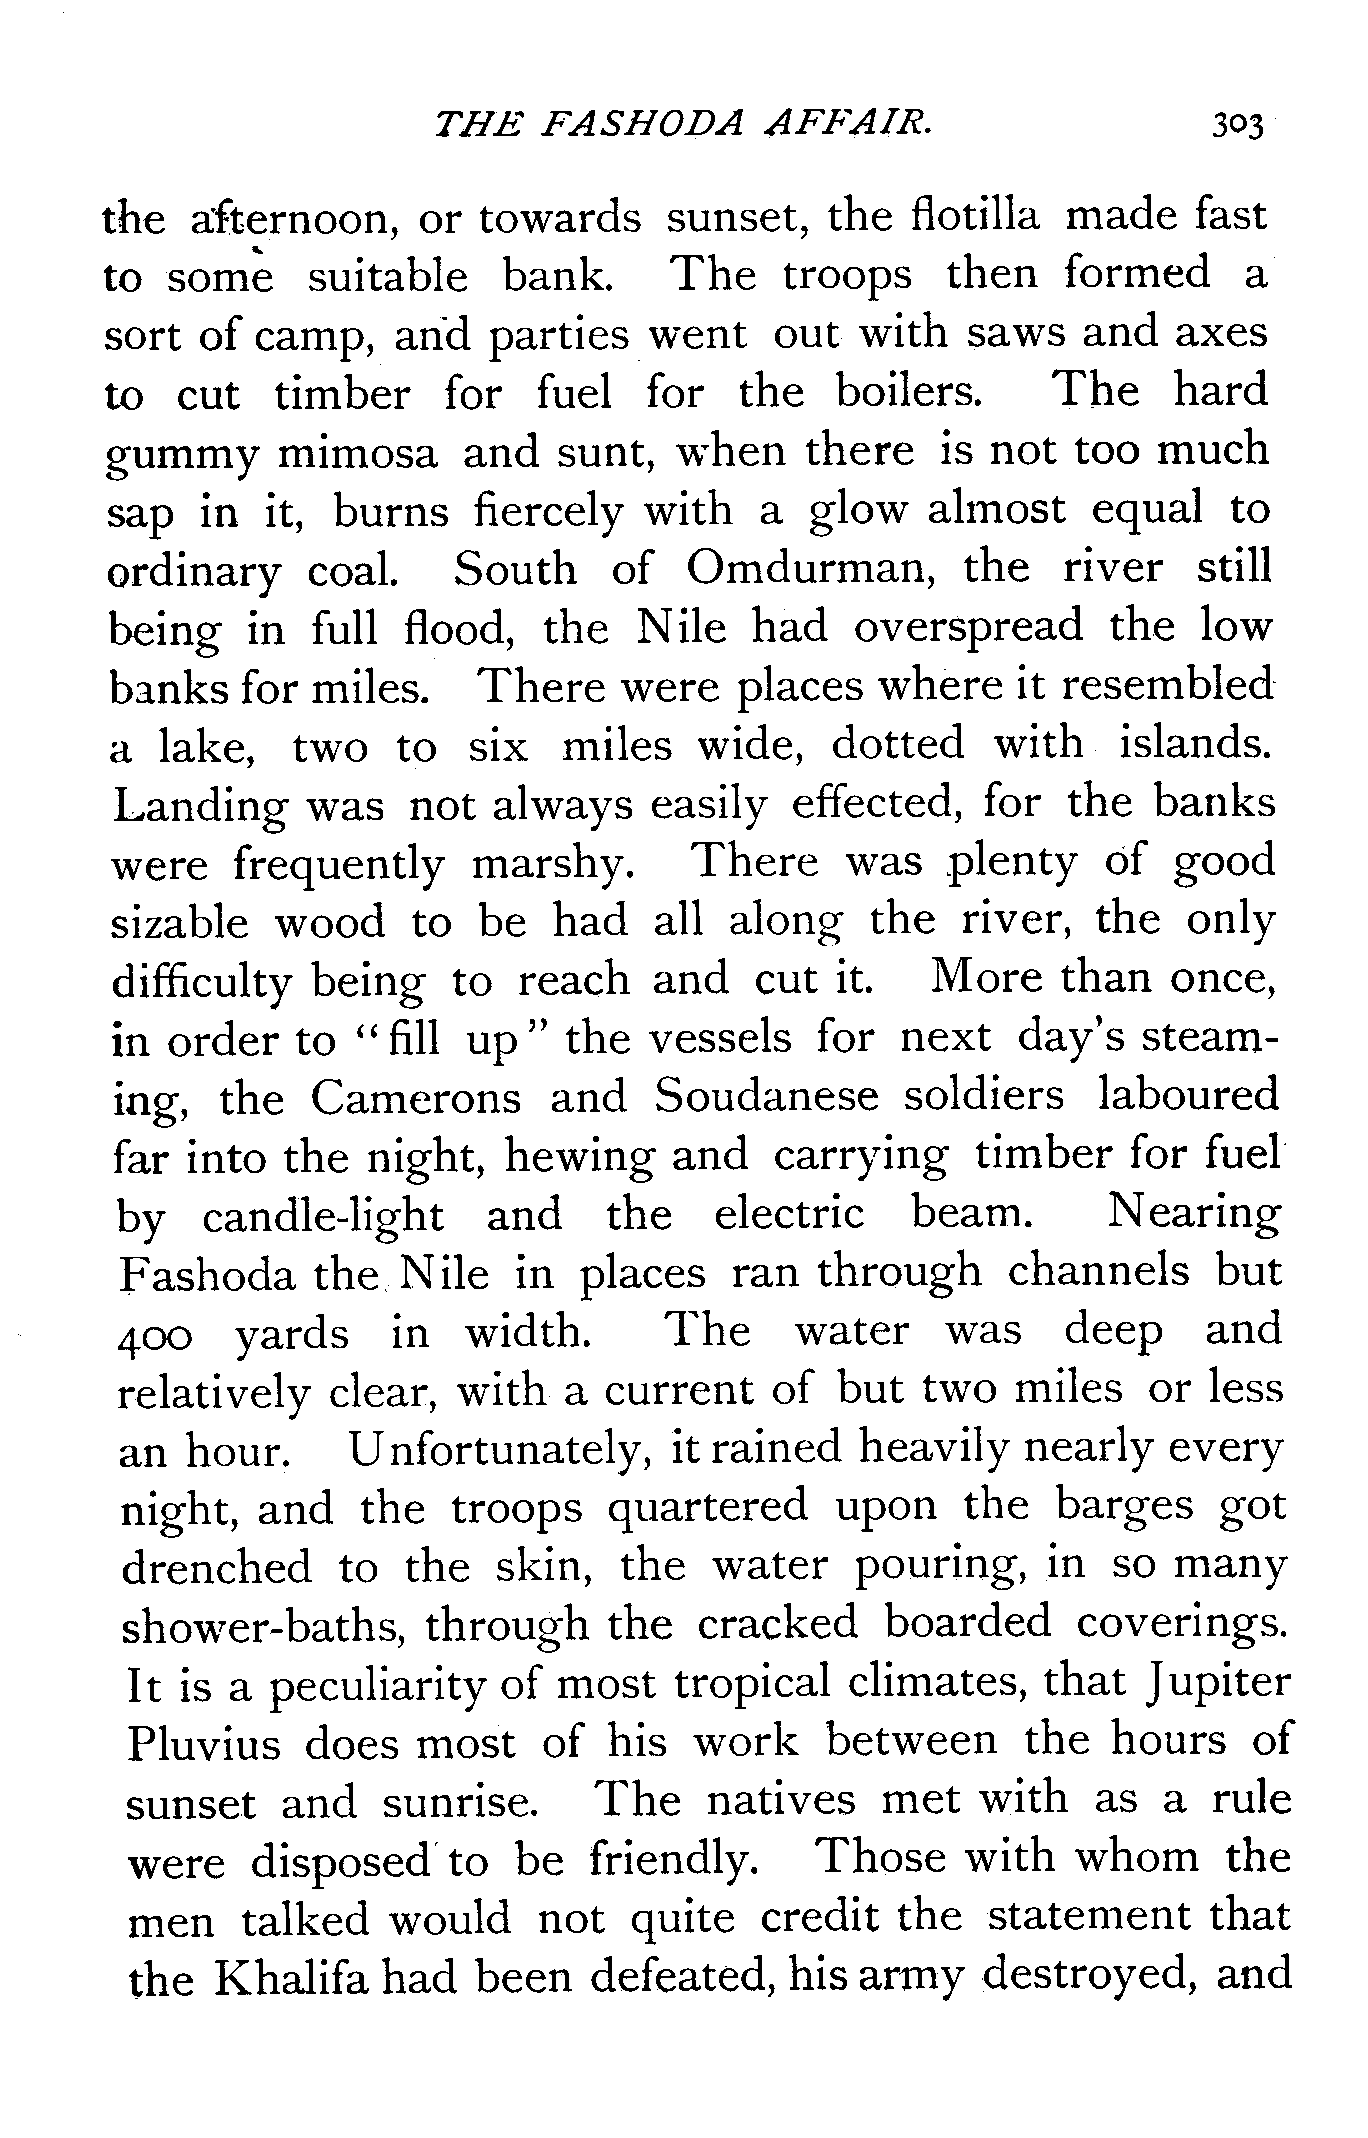 THE FASHODA AFFAIR. 303
the afternoon, or towards sunset, the flotilla made fast
to some suitable bank. The troops then formed a
sort of camp, and parties went out with saws and axes
to cut timber for fuel for the boilers. The hard
gummy mimosa and sunt, when there is not too much
sap in it, burns fiercely with a glow almost equal to
ordinary coal. South of Omdurman, the river still
being in full flood, the Nile had overspread the low
banks for miles. There were places where it resembled
a lake, two to six miles wide, dotted with islands.
Landing was not always easily effected, for the banks
were frequently marshy. There was plenty of good
sizable wood to be had all along the river, the only
difficulty being to reach and cut it. More than once,
in order to “fill up” the vessels for next day's steam-
ing, the Camerons and Soudanese soldiers laboured
far into the night, hewing and carrying timber for fuel
by candle-light and the electric beam. Nearing
Fashoda the Nile in places ran through channels but
400 yards in width. The water was deep and
relatively clear, with a current of but two miles or less
an hour. Unfortunately, it rained heavily nearly every
night, and the troops quartered upon the barges got
drenched to the skin, the water pouring, in so many
shower-baths, through the cracked boarded coverings.
It is a peculiarity of most tropical climates, that Jupiter
Pluvius does most of his work between the hours of
sunset and sunrise. The natives met with as a rule
were disposed to be friendly. Those with whom the
men talked would not quite credit the statement that
the Khalifa had been defeated, his army destroyed, and